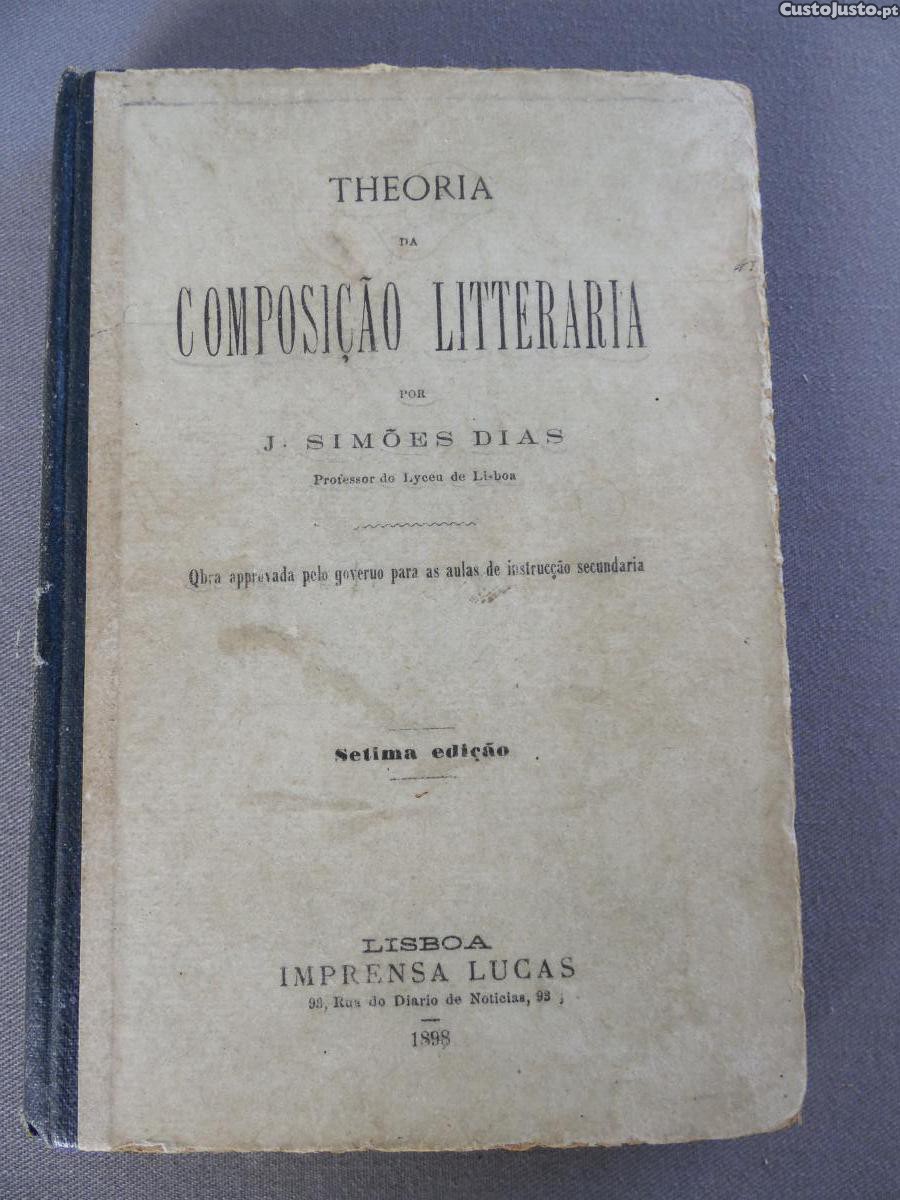 CustoJusto.pt
THEORIA
DA
COMPOSIÇÃO LITTERARIA
POR
J. SIMÕES DIAS
Professor do Lyceu de Lisboa
Obra approvada pelo governo para as aulas de instrucção secundaria
Setima edição
LISBOA
IMPRENSA LUCAS
93, Rua do Diario de Noticias, 93
1898